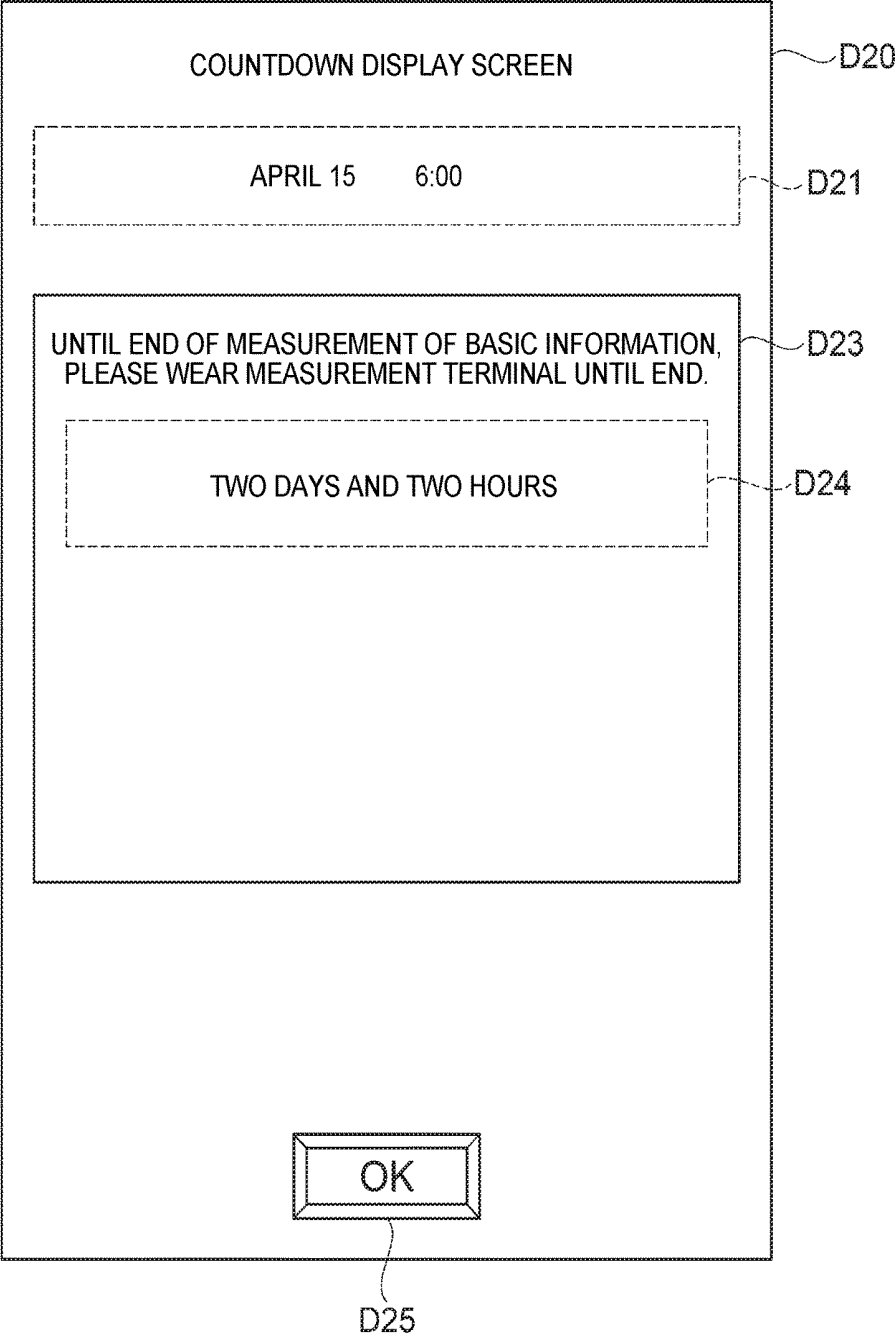 COUNTDOWN DISPLAY SCREEN
D20
APRIL 15 6:00
D21
UNTIL END OF MEASUREMENT OF BASIC INFORMATION,
PLEASE WEAR MEASUREMENT TERMINAL UNTIL END.
D23
TWO DAYS AND TWO HOURS
D24
OK
D25